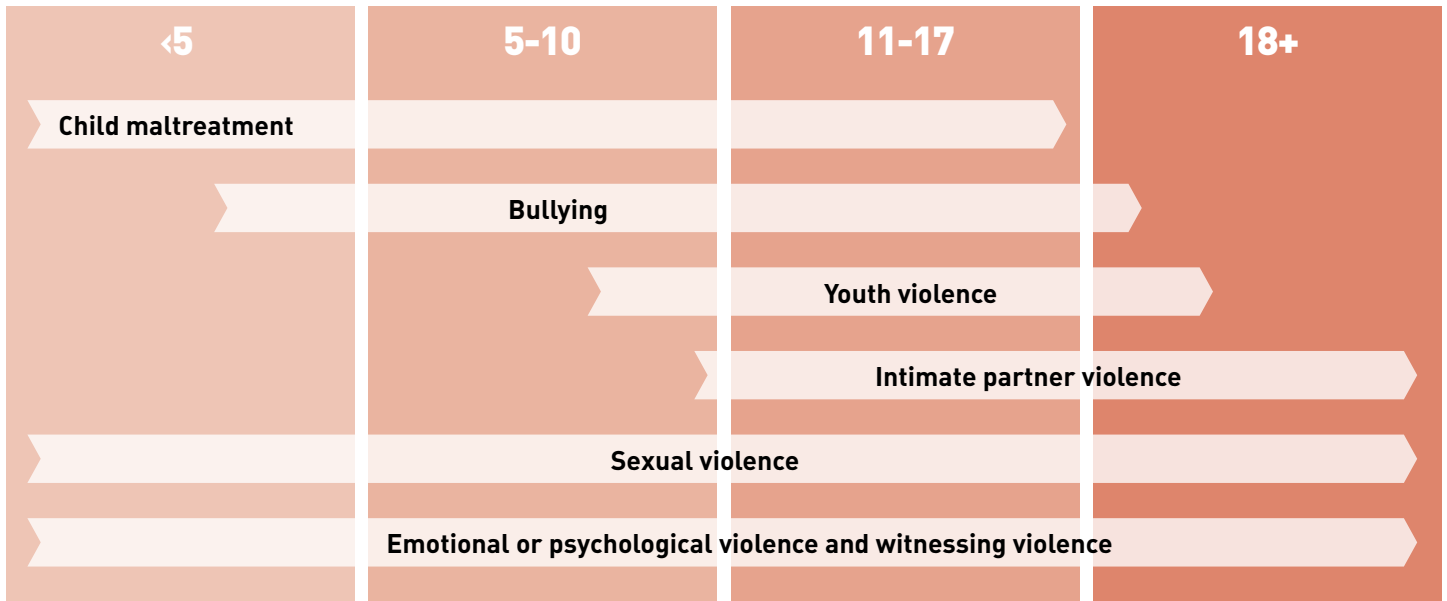 <5
5-10
11-17
18+
Child maltreatment
Bullying
Youth violence
Intimate partner violence
Sexual violence
Emotional or psychological violence and witnessing violence